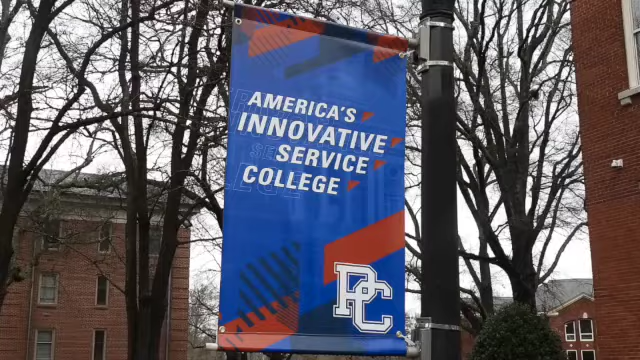 AMERICA'S
INNOVATIVE
SERVICE
COLLEGE
PC